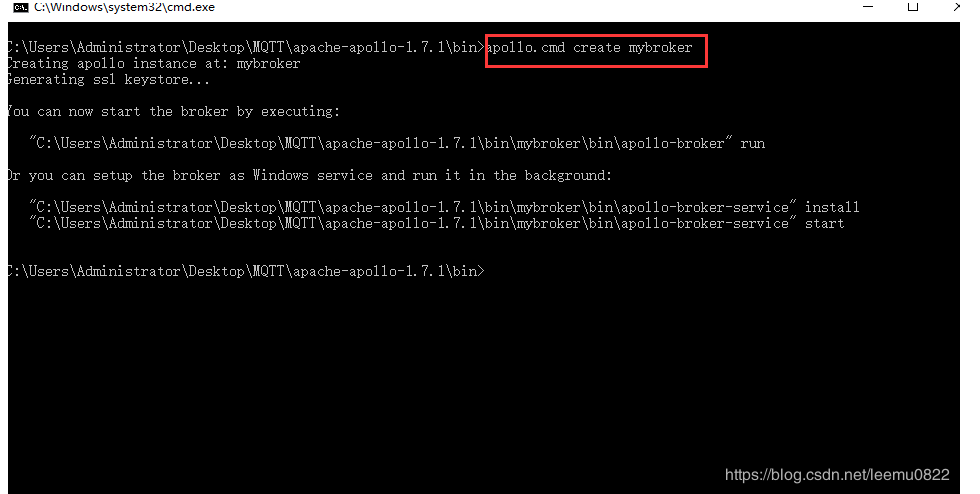 C:\Windows\system32\cmd.exe
C:\Users\Administrator\Desktop\MQTT\apache-apollo-1.7.1\bin>apollo.cmd create mybroker
Creating apollo instance at: mybroker
Generating ssl keystore...
You can now start the broker by executing:
"C:\Users\Administrator\Desktop\MQTT\apache-apollo-1.7.1\bin\mybroker\bin\apollo-broker" run
Or you can setup the broker as Windows service and run it in the background:
"C:\Users\Administrator\Desktop\MQTT\apache-apollo-1.7.1\bin\mybroker\bin\apollo-broker-service" install
"C:\Users\Administrator\Desktop\MQTT\apache-apollo-1.7.1\bin\mybroker\bin\apollo-broker-service" start
C:\Users\Administrator\Desktop\MQTT\apache-apollo-1.7.1\bin>
https://blog.csdn.net/leemu0822